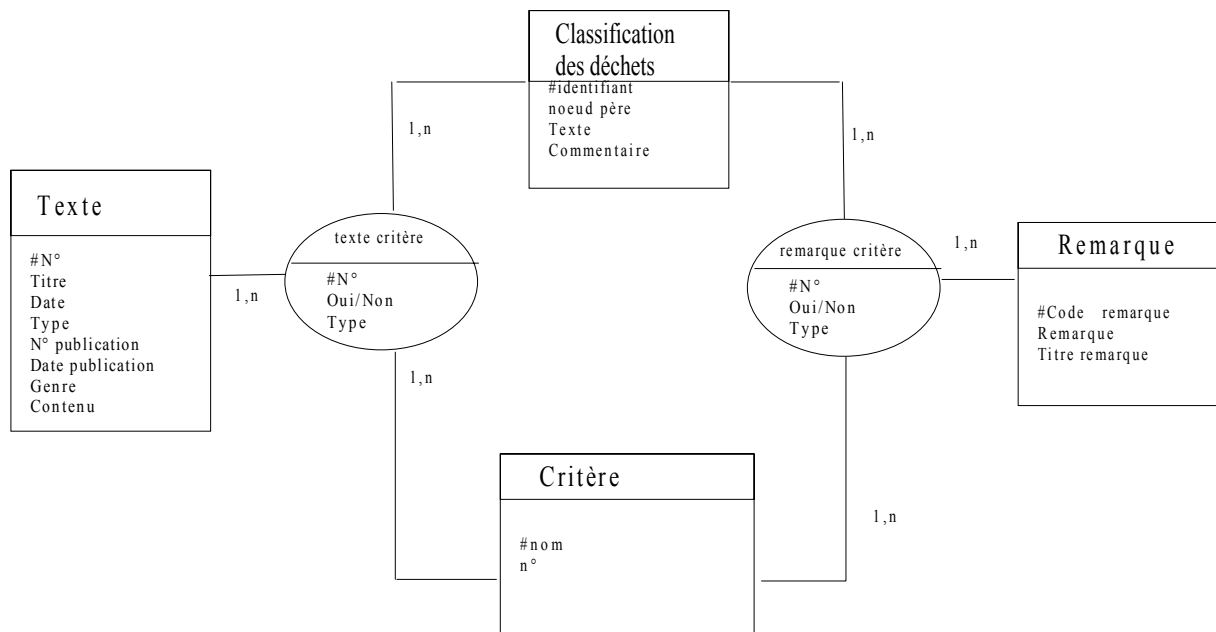 Classification
des déchets
#identifiant
noeud père
Texte
Commentaire
1,n
1,n
Texte
#N°
Titre
Date
Type
N° publication
Date publication
Genre
Contenu
1,n
texte critère
#N°
Oui/Non
Type
1,n
remarque critère
#N°
Oui/Non
Type
1,n
Remarque
#Code remarque
Remarque
Titre remarque
Critère
#nom
n°
1,n